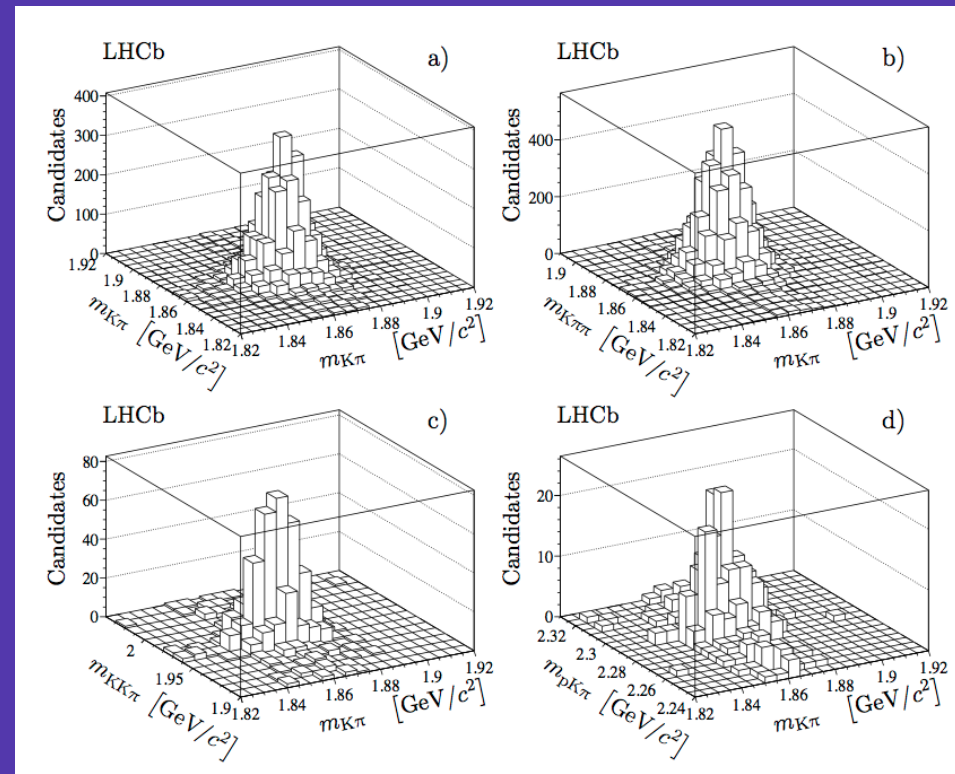 LHCb
a)
Candidates
400
300
200
100
0
1.92
1.9
1.88
1.86
1.84
1.82
mKπ [GeV/c²]
1.82
1.84
1.86
1.88
1.9
1.92
mKπ [GeV/c²]
LHCb
b)
Candidates
400
200
0
1.9
1.88
1.86
1.84
1.82
mKππ [GeV/c²]
1.82
1.84
1.86
1.88
1.9
1.92
mKπ [GeV/c²]
LHCb
c)
Candidates
80
60
40
20
0
2
1.95
1.9
mKKπ [GeV/c²]
1.82
1.84
1.86
1.88
1.9
1.92
mKπ [GeV/c²]
LHCb
d)
Candidates
20
10
0
2.32
2.3
2.28
2.26
2.24
mpKπ [GeV/c²]
1.82
1.84
1.86
1.88
1.9
1.92
mKπ [GeV/c²]